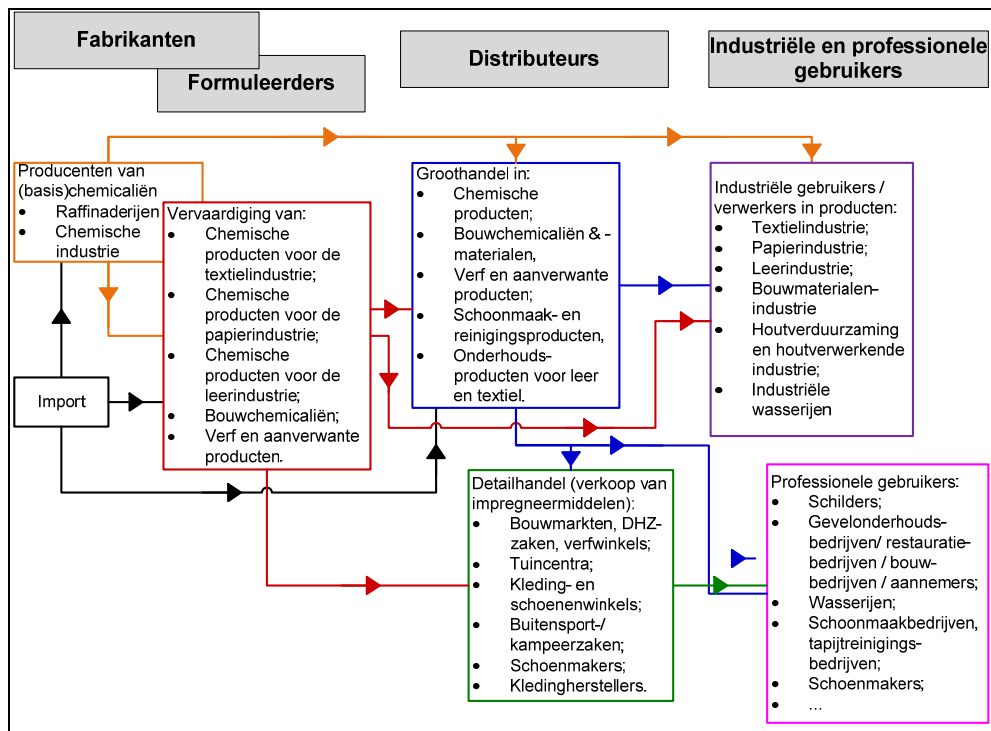 Fabrikanten
Formuleerders
Distributeurs
Industriële en professionele
gebruikers
Producenten van
(basis)chemicaliën
• Raffinaderijen
• Chemische
industrie
Import
Vervaardiging van:
• Chemische
producten voor de
textielindustrie;
• Chemische
producten voor de
papierindustrie;
• Chemische
producten voor de
leerindustrie;
• Bouwchemicaliën;
• Verf en aanverwante
producten.
Groothandel in:
• Chemische
producten;
• Bouwchemicaliën & -
materialen,
• Verf en aanverwante
producten;
• Schoonmaak- en
reinigingsproducten,
• Onderhouds-
producten voor leer
en textiel.
Detailhandel (verkoop van
impregneermiddelen):
• Bouwmarkten, DHZ-
zaken, verfwinkels;
• Tuincentra;
• Kleding- en
schoenenwinkels;
• Buitensport-/
kampeerzaken;
• Schoenmakers;
• Kledingherstellers.
Industriële gebruikers /
verwerkers in producten:
• Textielindustrie;
• Papierindustrie;
• Leerindustrie;
• Bouwmaterialen-
industrie
• Houtverduurzaming
en houtverwerkende
industrie;
• Industriële
wasserijen
Professionele gebruikers:
• Schilders;
• Gevelonderhouds-
bedrijven/ restauratie-
bedrijven / bouw-
bedrijven / aannemers;
• Wasserijen;
• Schoonmaakbedrijven,
tapijtreinigings-
bedrijven;
• Schoenmakers;
• ...